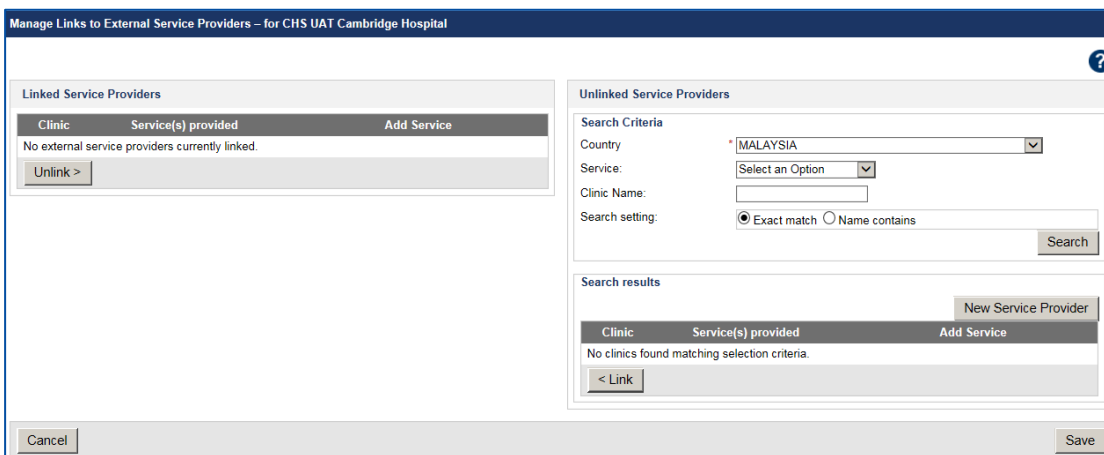 Manage Links to External Service Providers – for CHS UAT Cambridge Hospital
?
Linked Service Providers
Clinic Service(s) provided Add Service
No external service providers currently linked.
Unlink >
Unlinked Service Providers
Search Criteria
Country * MALAYSIA
Service: Select an Option
Clinic Name:
Search setting: Exact match Name contains
Search
Search results
New Service Provider
Clinic Service(s) provided Add Service
No clinics found matching selection criteria.
< Link
Cancel Save